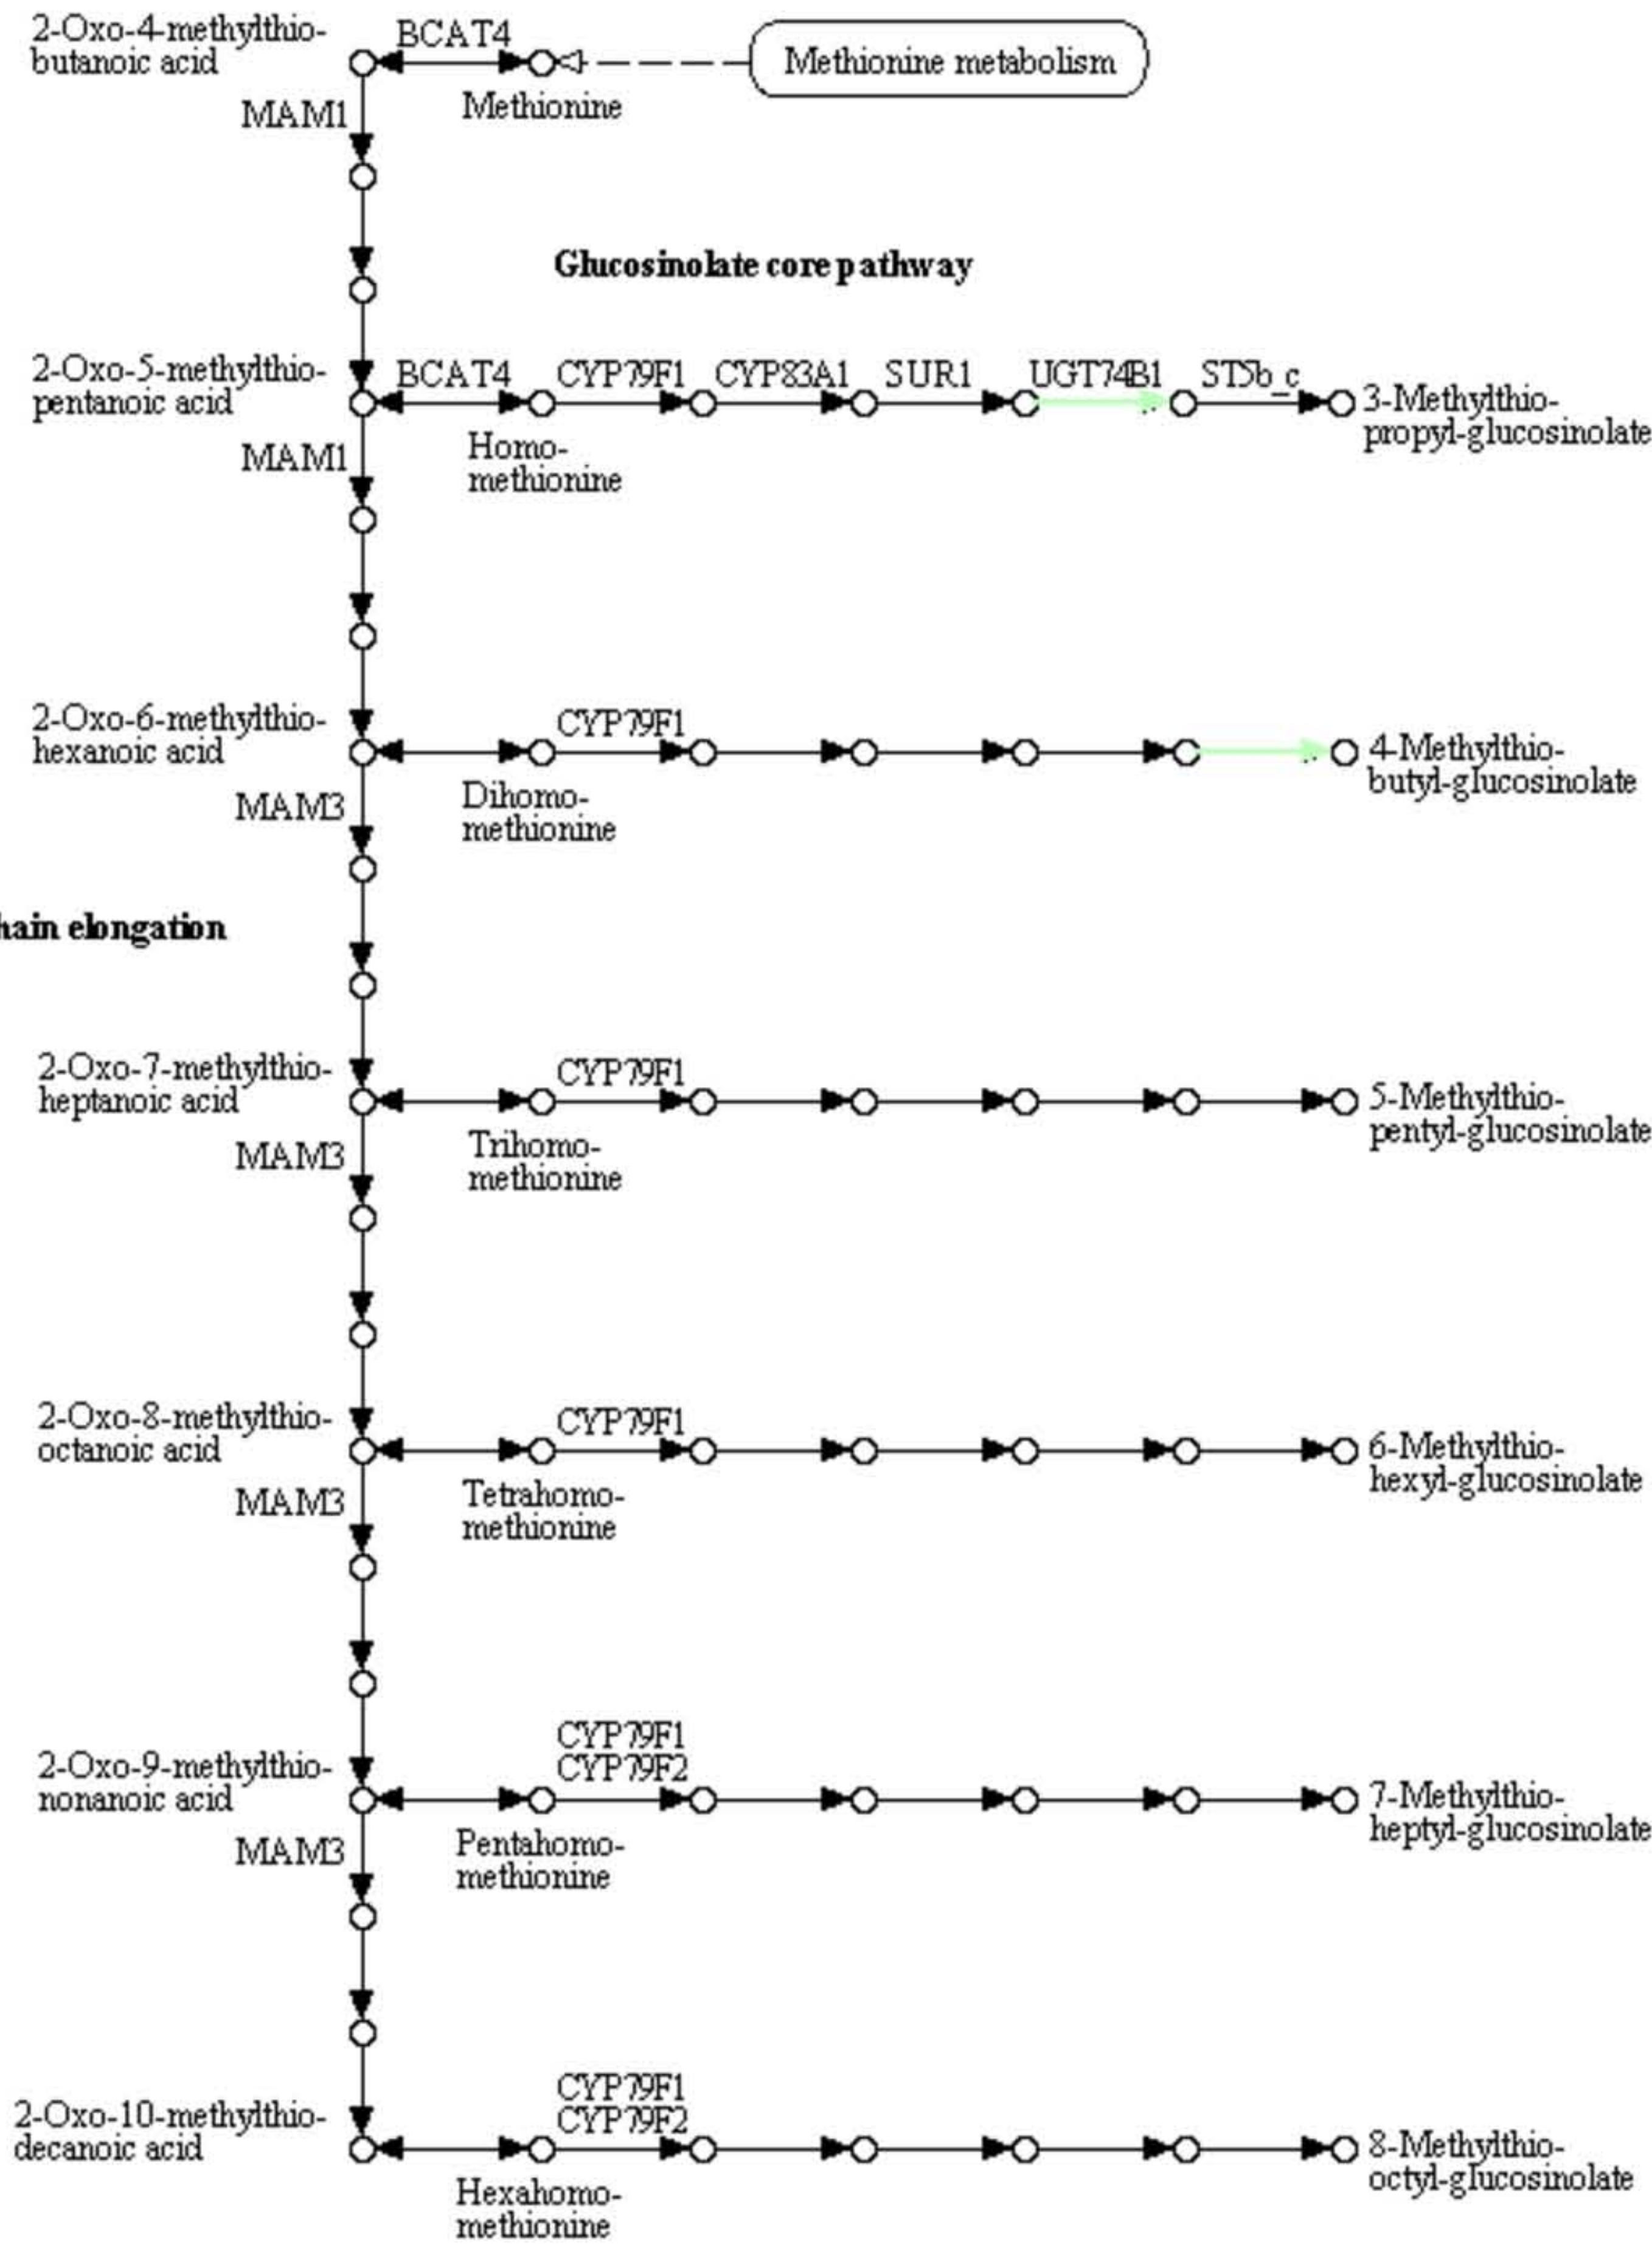 2-Oxo-4-methylthio-
butanoic acid
BCAT4
Methionine
Methionine metabolism
MAM1
Glucosinolate core pathway
2-Oxo-5-methylthio-
pentanoic acid
BCAT4
CYP79F1
CYP83A1
SUR1
UGT74B1
ST5b_c
3-Methylthio-
propyl-glucosinolate
Homo-
methionine
MAM1
2-Oxo-6-methylthio-
hexanoic acid
CYP79F1
4-Methylthio-
butyl-glucosinolate
Dihomo-
methionine
MAM3
hain elongation
2-Oxo-7-methylthio-
heptanoic acid
CYP79F1
5-Methylthio-
pentyl-glucosinolate
Trihomo-
methionine
MAM3
2-Oxo-8-methylthio-
octanoic acid
CYP79F1
6-Methylthio-
hexyl-glucosinolate
Tetrahomo-
methionine
MAM3
2-Oxo-9-methylthio-
nonanoic acid
CYP79F1
CYP79F2
7-Methylthio-
heptyl-glucosinolate
Pentahomo-
methionine
MAM3
2-Oxo-10-methylthio-
decanoic acid
CYP79F1
CYP79F2
8-Methylthio-
octyl-glucosinolate
Hexahomo-
methionine